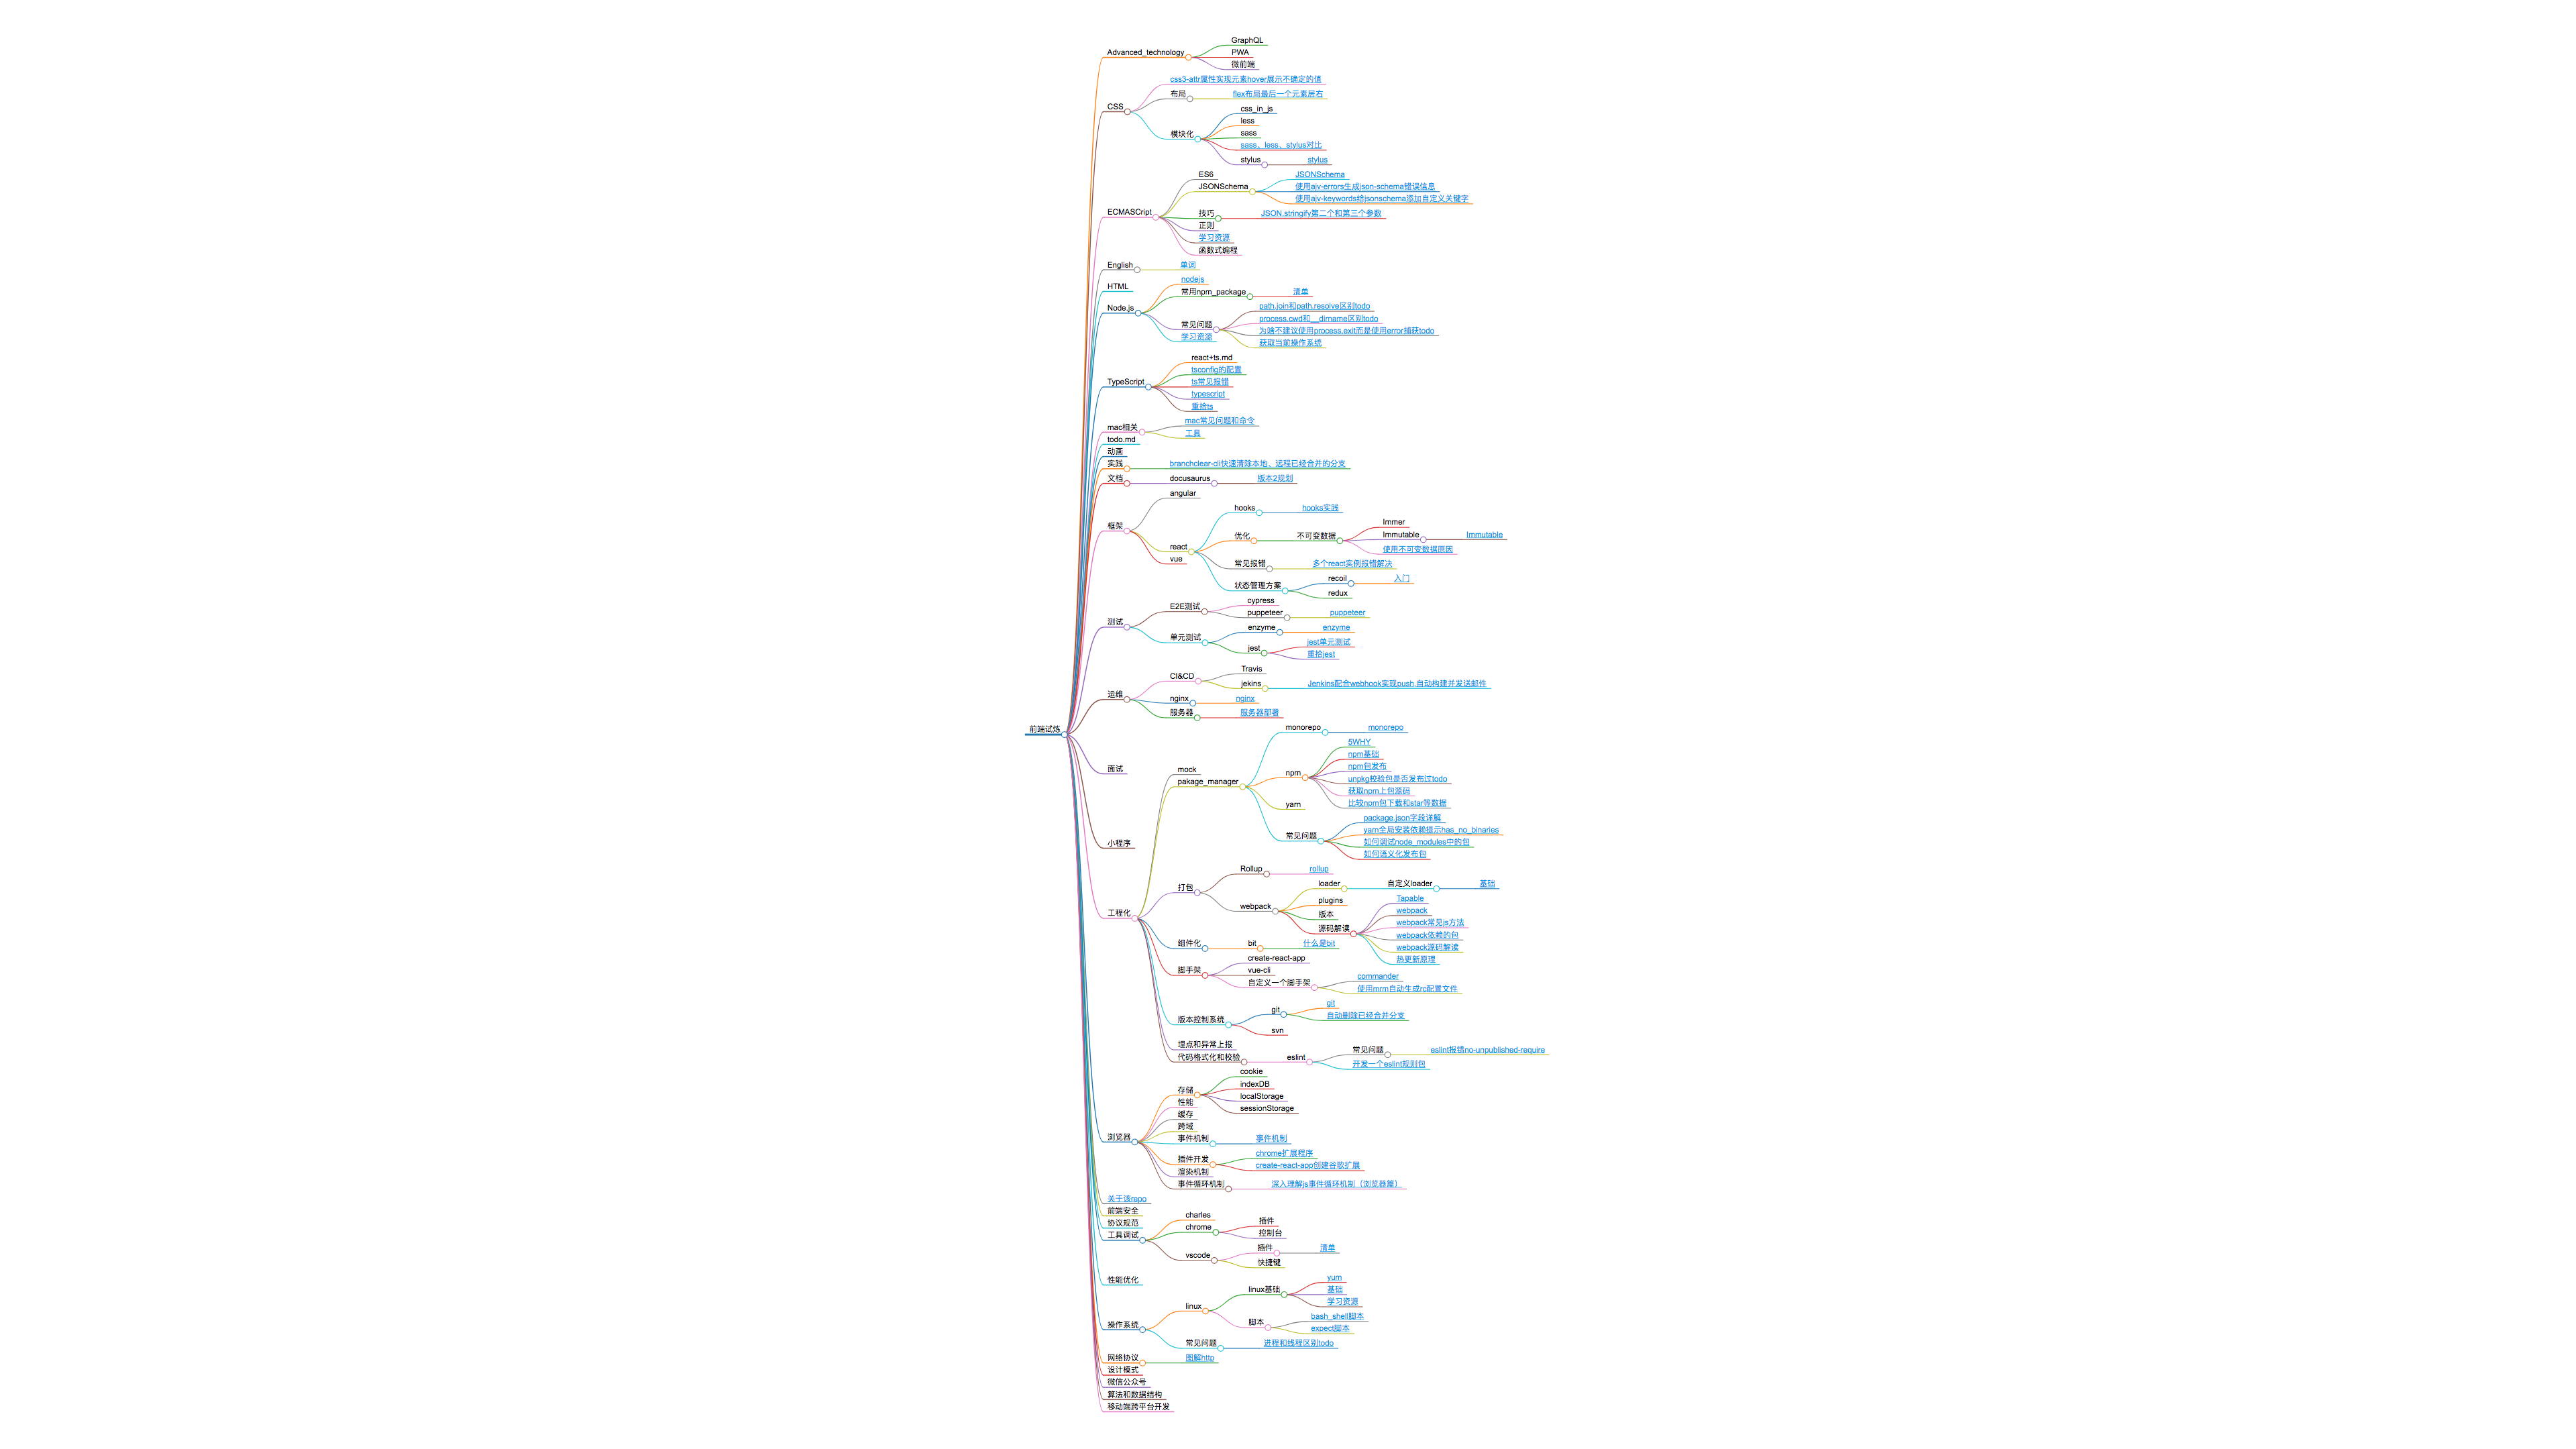 GraphQL
Advanced_technology
PWA
微前端
css3-attr属性实现元素hover展示不确定的值
布局
flex布局最后一个元素居右
CSS
css_in_js
less
模块化
sass
sass、less、stylus对比
stylus
stylus
ES6
JSONSchema
JSONSchema
使用ajv-errors生成json-schema错误信息
使用ajv-keywords给jsonschema添加自定义关键字
ECMASCript
技巧
JSON.stringify第二个和第三个参数
正则
学习资源
函数式编程
English
单词
HTML
nodejs
常用npm_package
清单
Node.js
path.join和path.resolve区别todo
process.cwd和__dirname区别todo
常见问题
为啥不建议使用process.exit而是使用error捕获todo
学习资源
获取当前操作系统
react+ts.md
tsconfig的配置
TypeScript
ts常见报错
typescript
重拾ts
mac相关
mac常见问题和命令
工具
todo.md
动画
实践
branchclear-cli快速清除本地、远程已经合并的分支
文档
docusaurus
版本2规划
angular
框架
hooks
hooks实践
react
优化
不可变数据
Immer
Immutable
Immutable
使用不可变数据原因
vue
常见报错
多个react实例报错解决
状态管理方案
recoil
入门
redux
测试
E2E测试
cypress
puppeteer
puppeteer
单元测试
enzyme
enzyme
jest
jest单元测试
重拾jest
运维
CI&CD
Travis
jekins
Jenkins配合webhook实现push,自动构建并发送邮件
nginx
nginx
服务器
服务器部署
前端试炼
面试
小程序
工程化
mock
pakage_manager
monorepo
monorepo
npm
5WHY
npm基础
npm包发布
unpkg校验包是否发布过todo
获取npm上包源码
比较npm包下载和star等数据
yarn
常见问题
package.json字段详解
yarn全局安装依赖提示has_no_binaries
如何调试node_modules中的包
如何语义化发布包
打包
Rollup
rollup
webpack
loader
自定义loader
基础
plugins
版本
源码解读
Tapable
webpack
webpack常见js方法
webpack依赖的包
webpack源码解读
热更新原理
组件化
bit
什么是bit
脚手架
create-react-app
vue-cli
自定义一个脚手架
commander
使用mrm自动生成rc配置文件
版本控制系统
git
git
自动删除已经合并分支
svn
埋点和异常上报
代码格式化和校验
eslint
常见问题
eslint报错no-unpublished-require
开发一个eslint规则包
浏览器
存储
cookie
indexDB
localStorage
sessionStorage
性能
缓存
跨域
事件机制
事件机制
插件开发
chrome扩展程序
create-react-app创建谷歌扩展
渲染机制
事件循环机制
深入理解js事件循环机制（浏览器篇）
关于该repo
前端安全
协议规范
工具调试
charles
chrome
插件
控制台
vscode
插件
清单
快捷键
性能优化
操作系统
linux
linux基础
yum
基础
学习资源
脚本
bash_shell脚本
expect脚本
常见问题
进程和线程区别todo
网络协议
图解http
设计模式
微信公众号
算法和数据结构
移动端跨平台开发